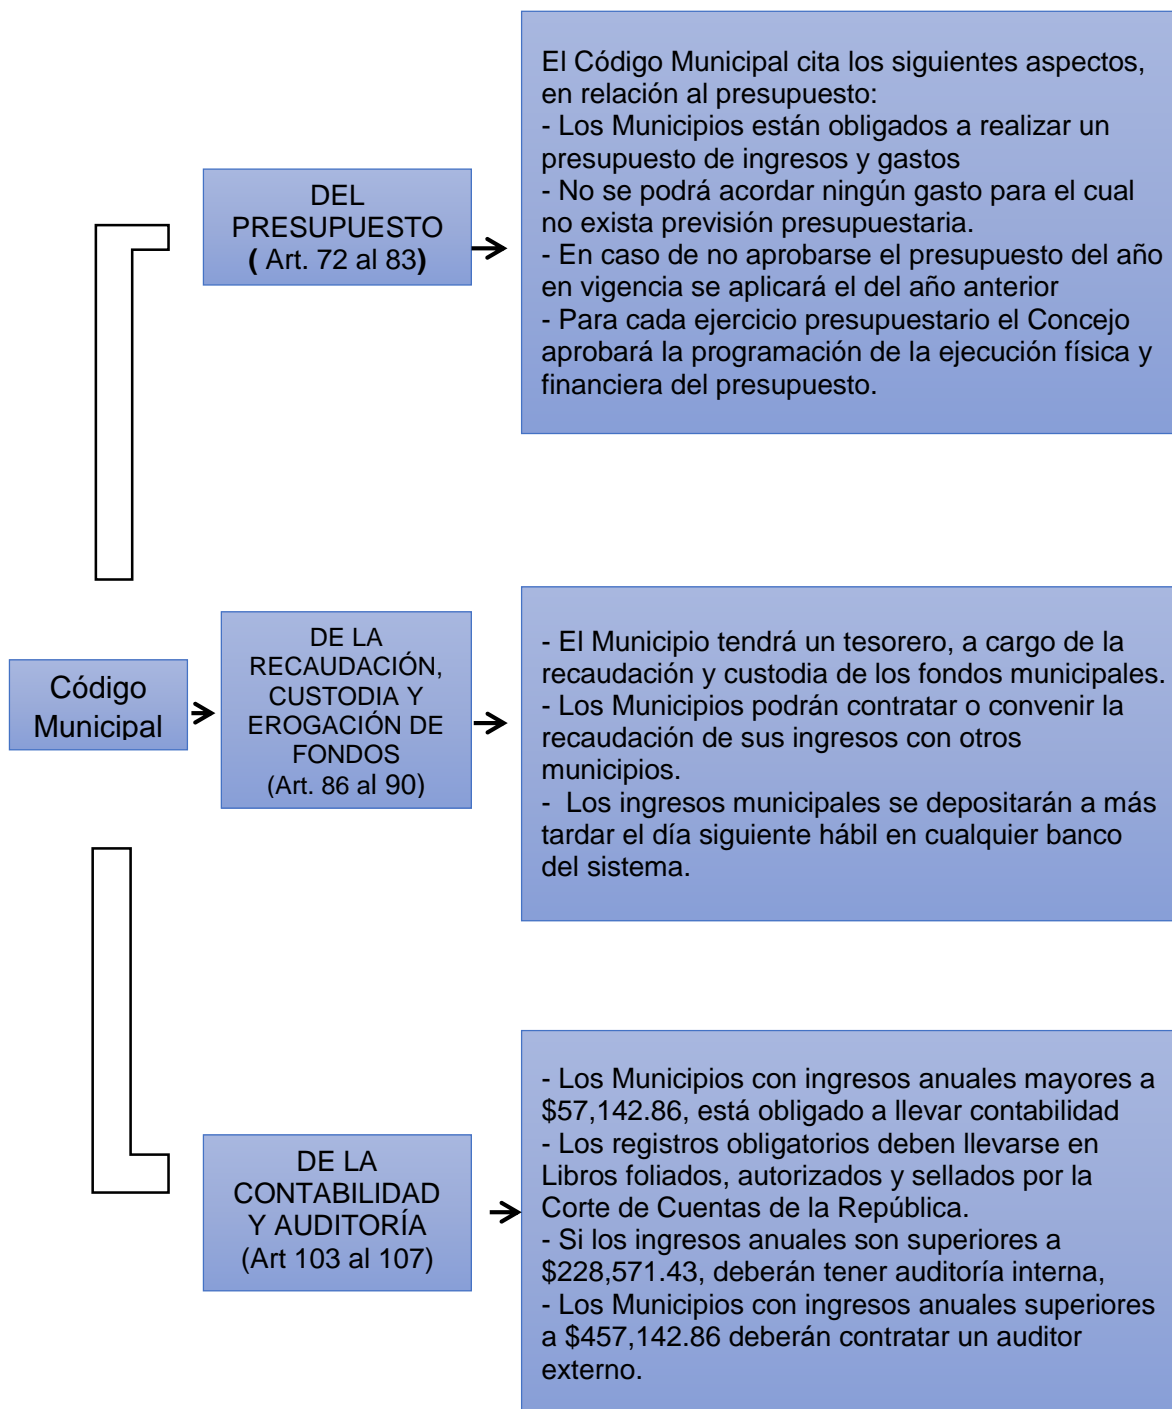 Código
Municipal
DEL
PRESUPUESTO
( Art. 72 al 83)
El Código Municipal cita los siguientes aspectos,
en relación al presupuesto:
- Los Municipios están obligados a realizar un
presupuesto de ingresos y gastos
- No se podrá acordar ningún gasto para el cual
no exista previsión presupuestaria.
- En caso de no aprobarse el presupuesto del año
en vigencia se aplicará el del año anterior
- Para cada ejercicio presupuestario el Concejo
aprobará la programación de la ejecución física y
financiera del presupuesto.
DE LA
RECAUDACIÓN,
CUSTODIA Y
EROGACIÓN DE
FONDOS
(Art. 86 al 90)
- El Municipio tendrá un tesorero, a cargo de la
recaudación y custodia de los fondos municipales.
- Los Municipios podrán contratar o convenir la
recaudación de sus ingresos con otros
municipios.
- Los ingresos municipales se depositarán a más
tardar el día siguiente hábil en cualquier banco
del sistema.
DE LA
CONTABILIDAD
Y AUDITORÍA
(Art 103 al 107)
- Los Municipios con ingresos anuales mayores a
$57,142.86, está obligado a llevar contabilidad
- Los registros obligatorios deben llevarse en
Libros foliados, autorizados y sellados por la
Corte de Cuentas de la República.
- Si los ingresos anuales son superiores a
$228,571.43, deberán tener auditoría interna,
- Los Municipios con ingresos anuales superiores
a $457,142.86 deberán contratar un auditor
externo.